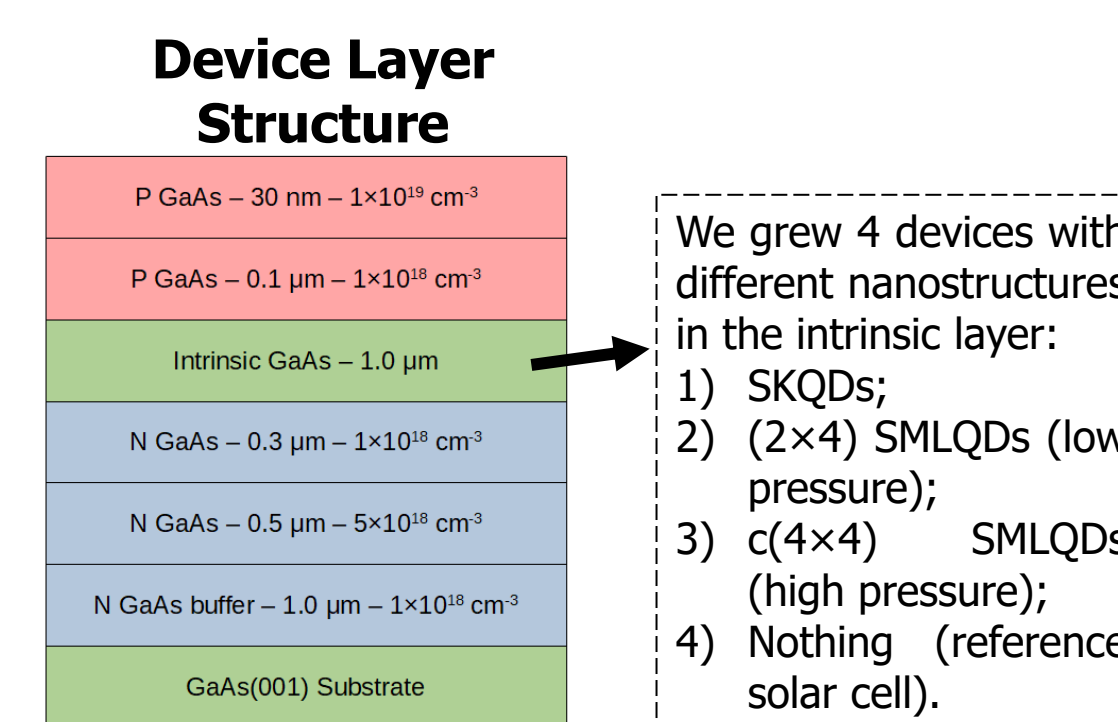 Device Layer
Structure
P GaAs – 30 nm – 1×10¹⁹ cm⁻³
P GaAs – 0.1 μm – 1×10¹⁸ cm⁻³
Intrinsic GaAs – 1.0 μm
N GaAs – 0.3 μm – 1×10¹⁸ cm⁻³
N GaAs – 0.5 μm – 5×10¹⁸ cm⁻³
N GaAs buffer – 1.0 μm – 1×10¹⁸ cm⁻³
GaAs(001) Substrate
We grew 4 devices with
different nanostructures
in the intrinsic layer:
1) SKQDs;
2) (2×4) SMLQDs (low
pressure);
3) c(4×4) SMLQDs
(high pressure);
4) Nothing (reference
solar cell).